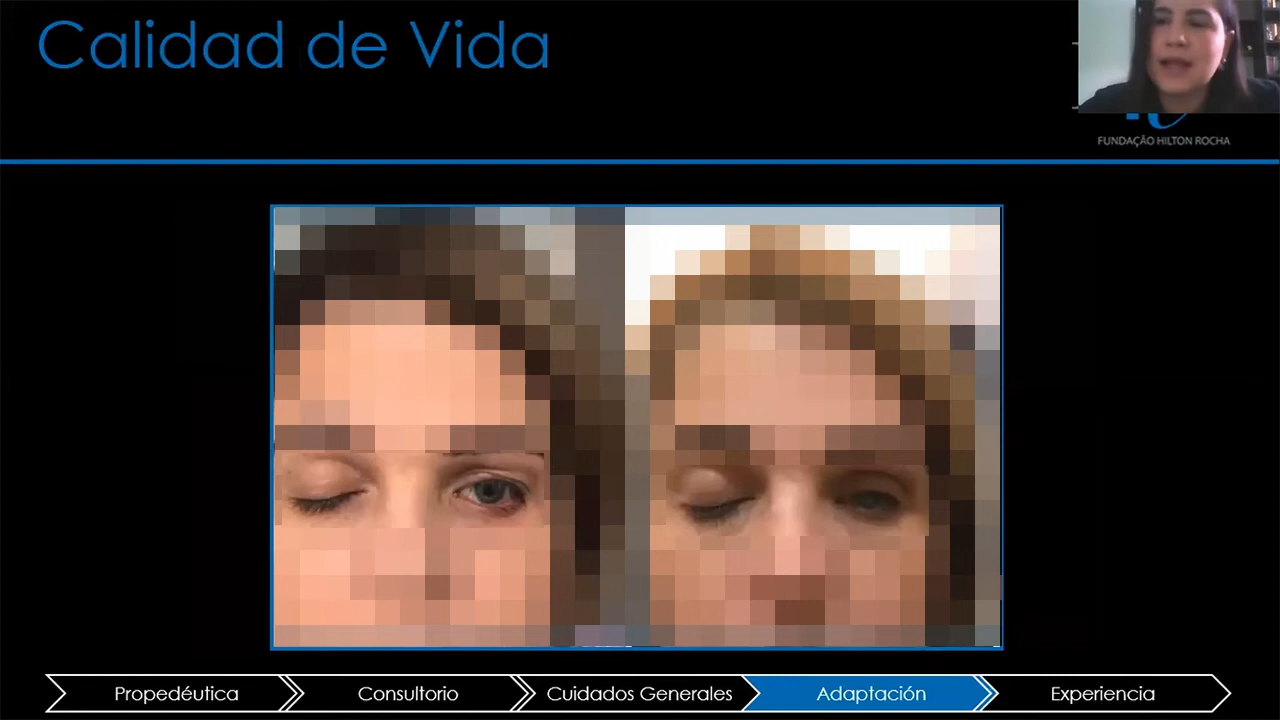 Calidad de Vida
FUNDAÇÃO HILTON ROCHA
Propedéutica
Consultorio
Cuidados Generales
Adaptación
Experiencia